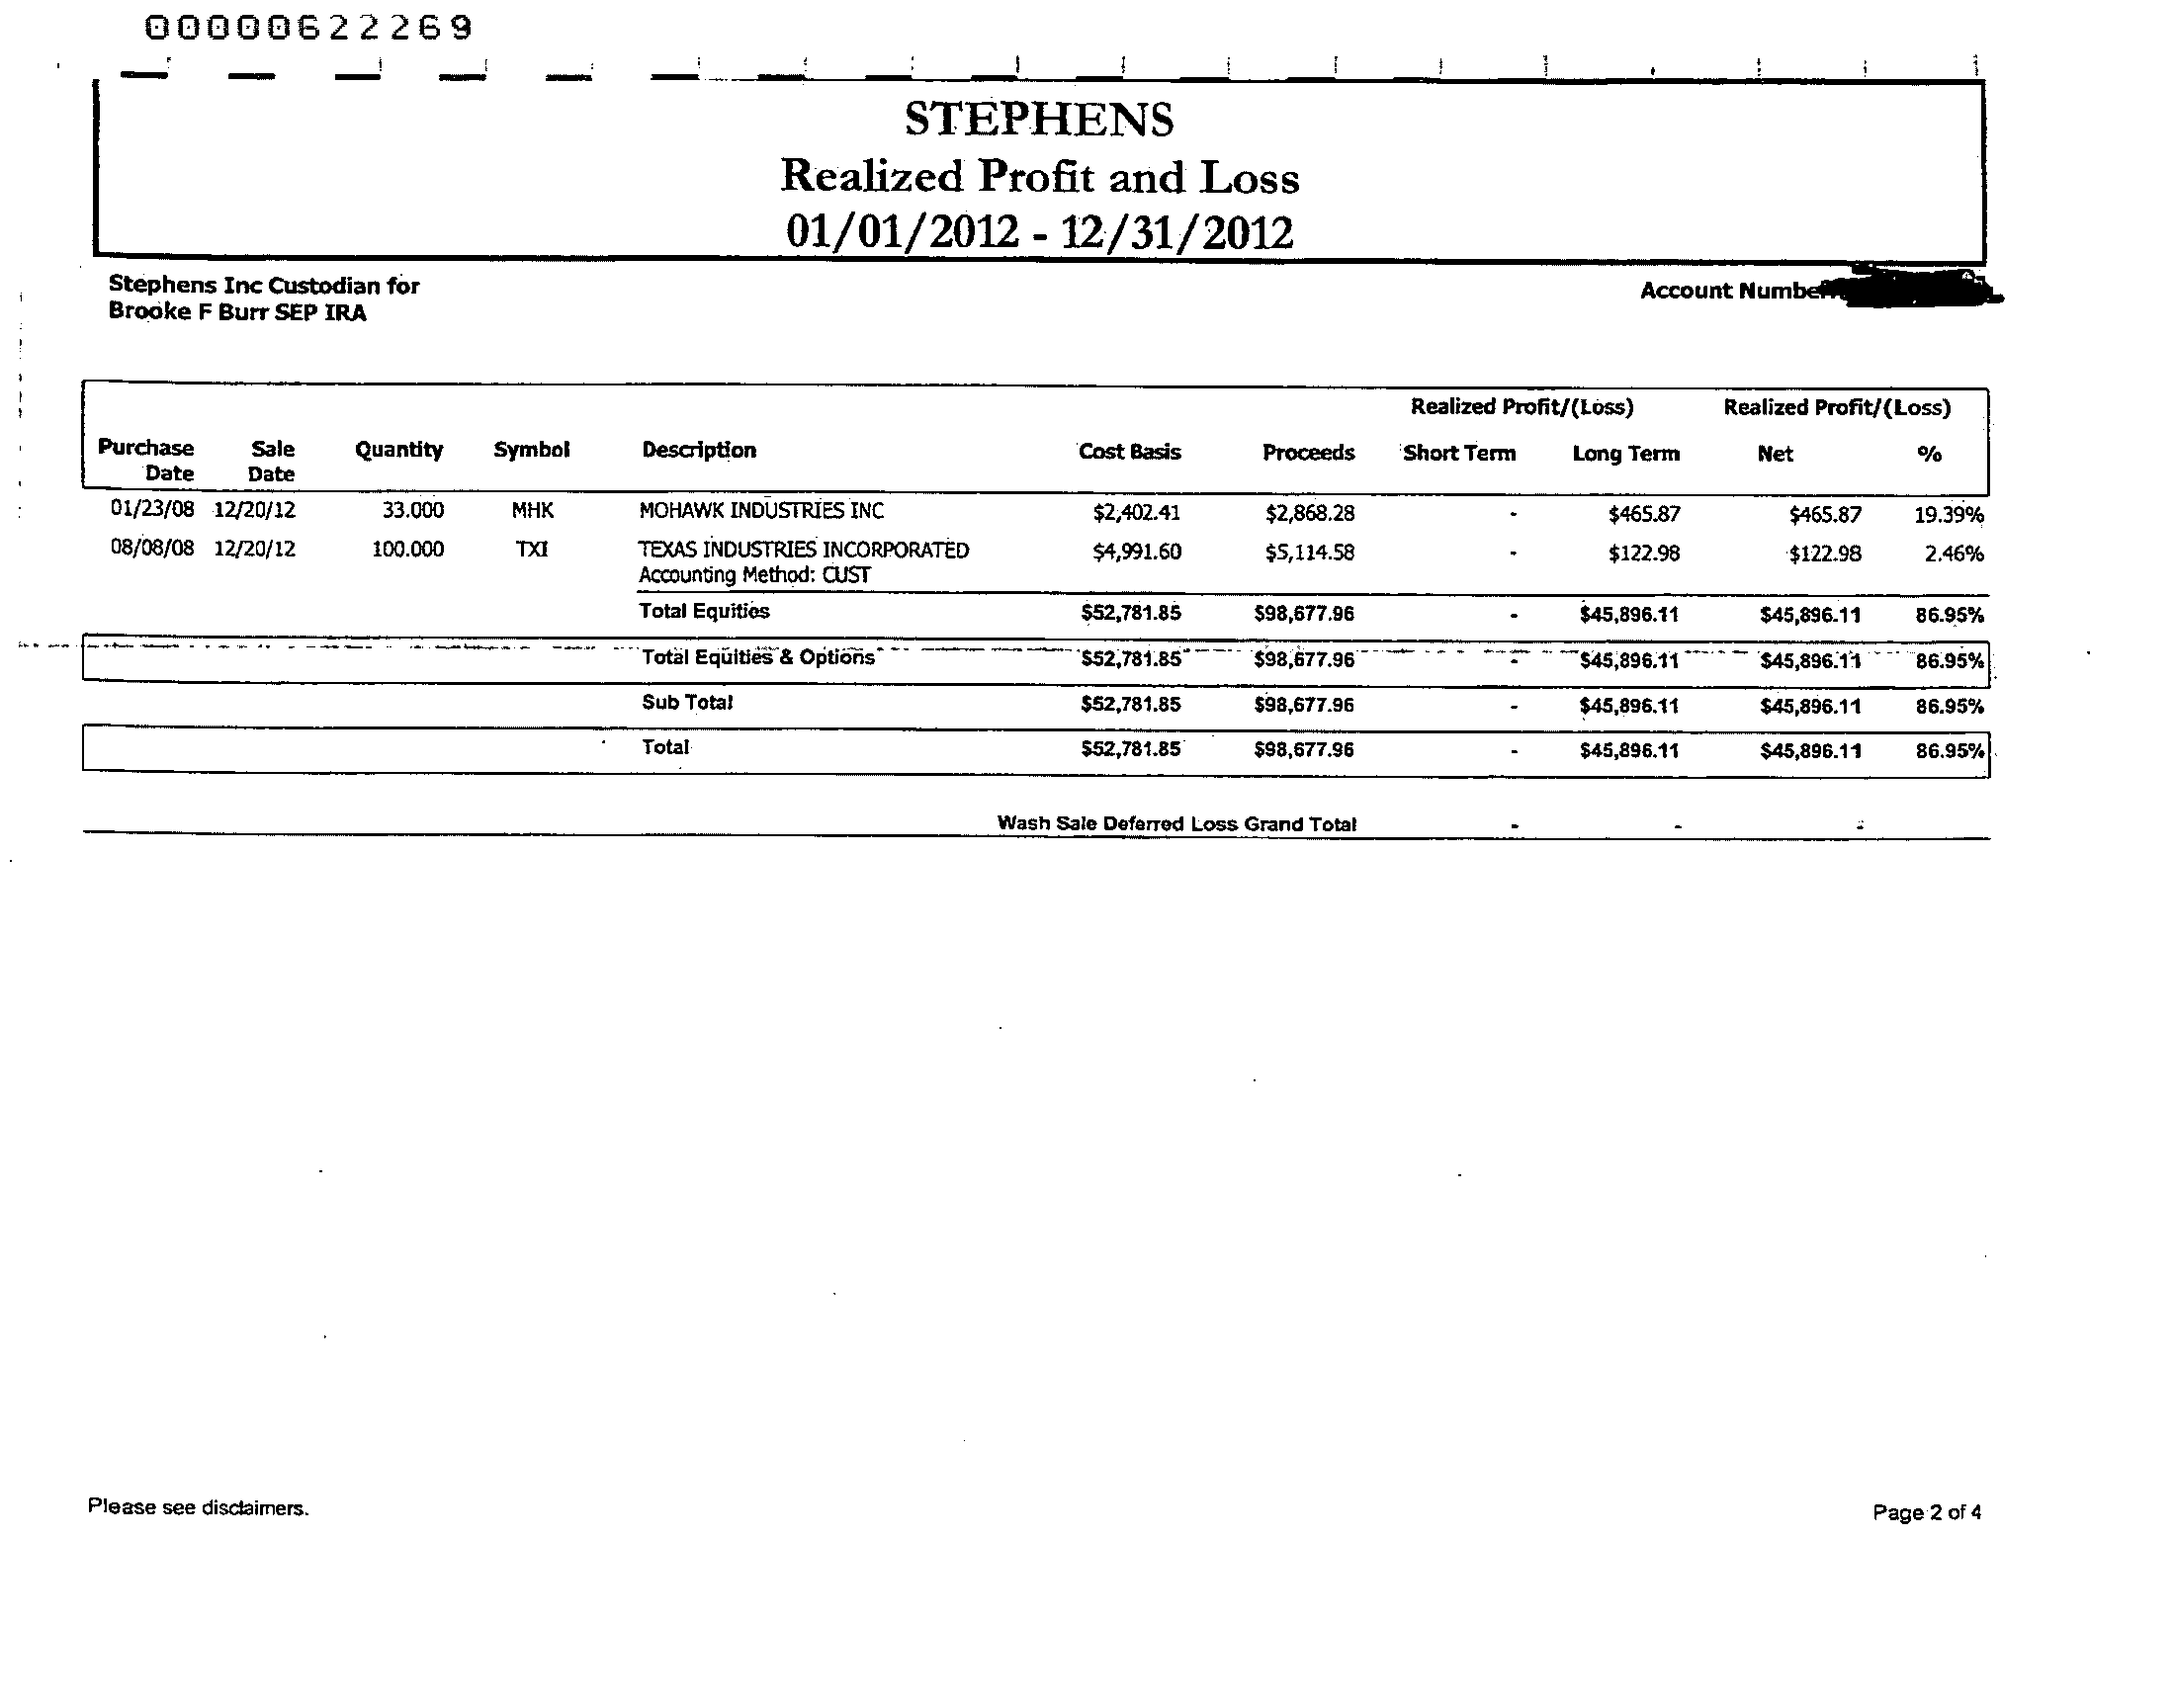 00000622269
STEPHENS
Realized Profit and Loss
01/01/2012 - 12/31/2012
Stephens Inc Custodian for
Brooke F Burr SEP IRA
Account Number
Realized Profit/(Loss) Realized Profit/(Loss)
Purchase Date Sale Date Quantity Symbol Description Cost Basis Proceeds Short Term Long Term Net %
01/23/08 12/20/12 33.000 MHK MOHAWK INDUSTRIES INC $2,402.41 $2,868.28 - $465.87 $465.87 19.39%
08/08/08 12/20/12 100.000 TXI TEXAS INDUSTRIES INCORPORATED $4,991.60 $5,114.58 - $122.98 $122.98 2.46%
Accounting Method: CUST
Total Equities $52,781.85 $98,677.96 - $45,896.11 $45,896.11 86.95%
Total Equities & Options $52,781.85 $98,677.96 - $45,896.11 $45,896.11 86.95%
Sub Total $52,781.85 $98,677.96 - $45,896.11 $45,896.11 86.95%
Total $52,781.85 $98,677.96 - $45,896.11 $45,896.11 86.95%
Wash Sale Deferred Loss Grand Total - - -
Please see disclaimers.
Page 2 of 4